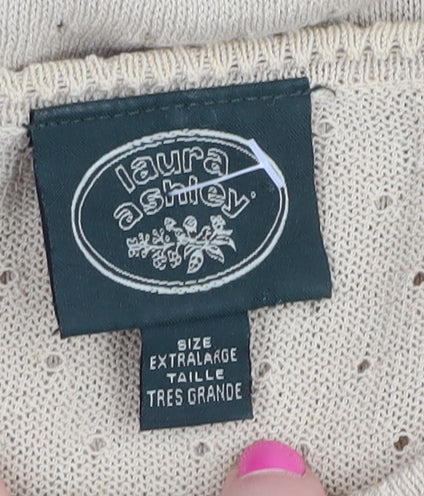 laura
ashley
SIZE
EXTRALARGE
TAILLE
TRES GRANDE